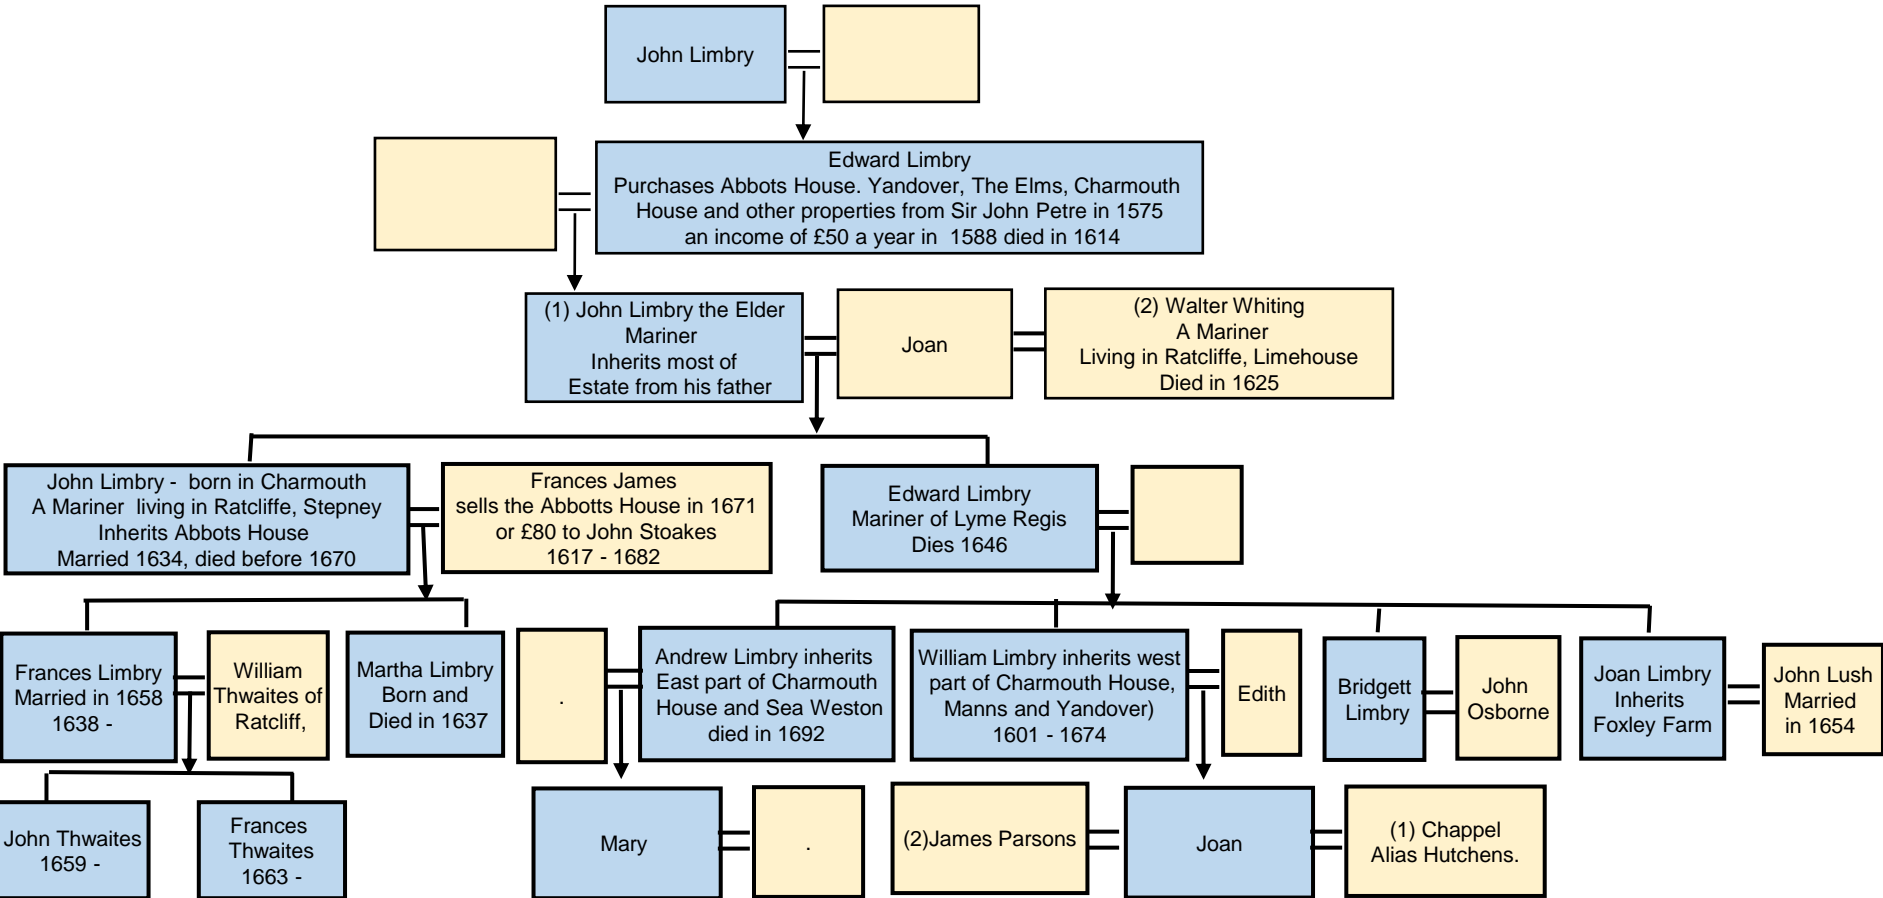 John Limbry
Edward Limbry
Purchases Abbots House. Yandover, The Elms, Charmouth
House and other properties from Sir John Petre in 1575
an income of £50 a year in 1588 died in 1614
(1) John Limbry the Elder
Mariner
Inherits most of
Estate from his father
Joan
(2) Walter Whiting
A Mariner
Living in Ratcliffe, Limehouse
Died in 1625
John Limbry - born in Charmouth
A Mariner living in Ratcliffe, Stepney
Inherits Abbots House
Married 1634, died before 1670
Frances James
sells the Abbotts House in 1671
or £80 to John Stoakes
1617 - 1682
Edward Limbry
Mariner of Lyme Regis
Dies 1646
Frances Limbry
Married in 1658
1638 -
William
Thwaites of
Ratcliff,
Martha Limbry
Born and
Died in 1637
.
Andrew Limbry inherits
East part of Charmouth
House and Sea Weston
died in 1692
William Limbry inherits west
part of Charmouth House,
Manns and Yandover)
1601 - 1674
Edith
Bridgett
Limbry
John
Osborne
Joan Limbry
Inherits
Foxley Farm
John Lush
Married
in 1654
John Thwaites
1659 -
Frances
Thwaites
1663 -
Mary
.
(2)James Parsons
Joan
(1) Chappel
Alias Hutchens.